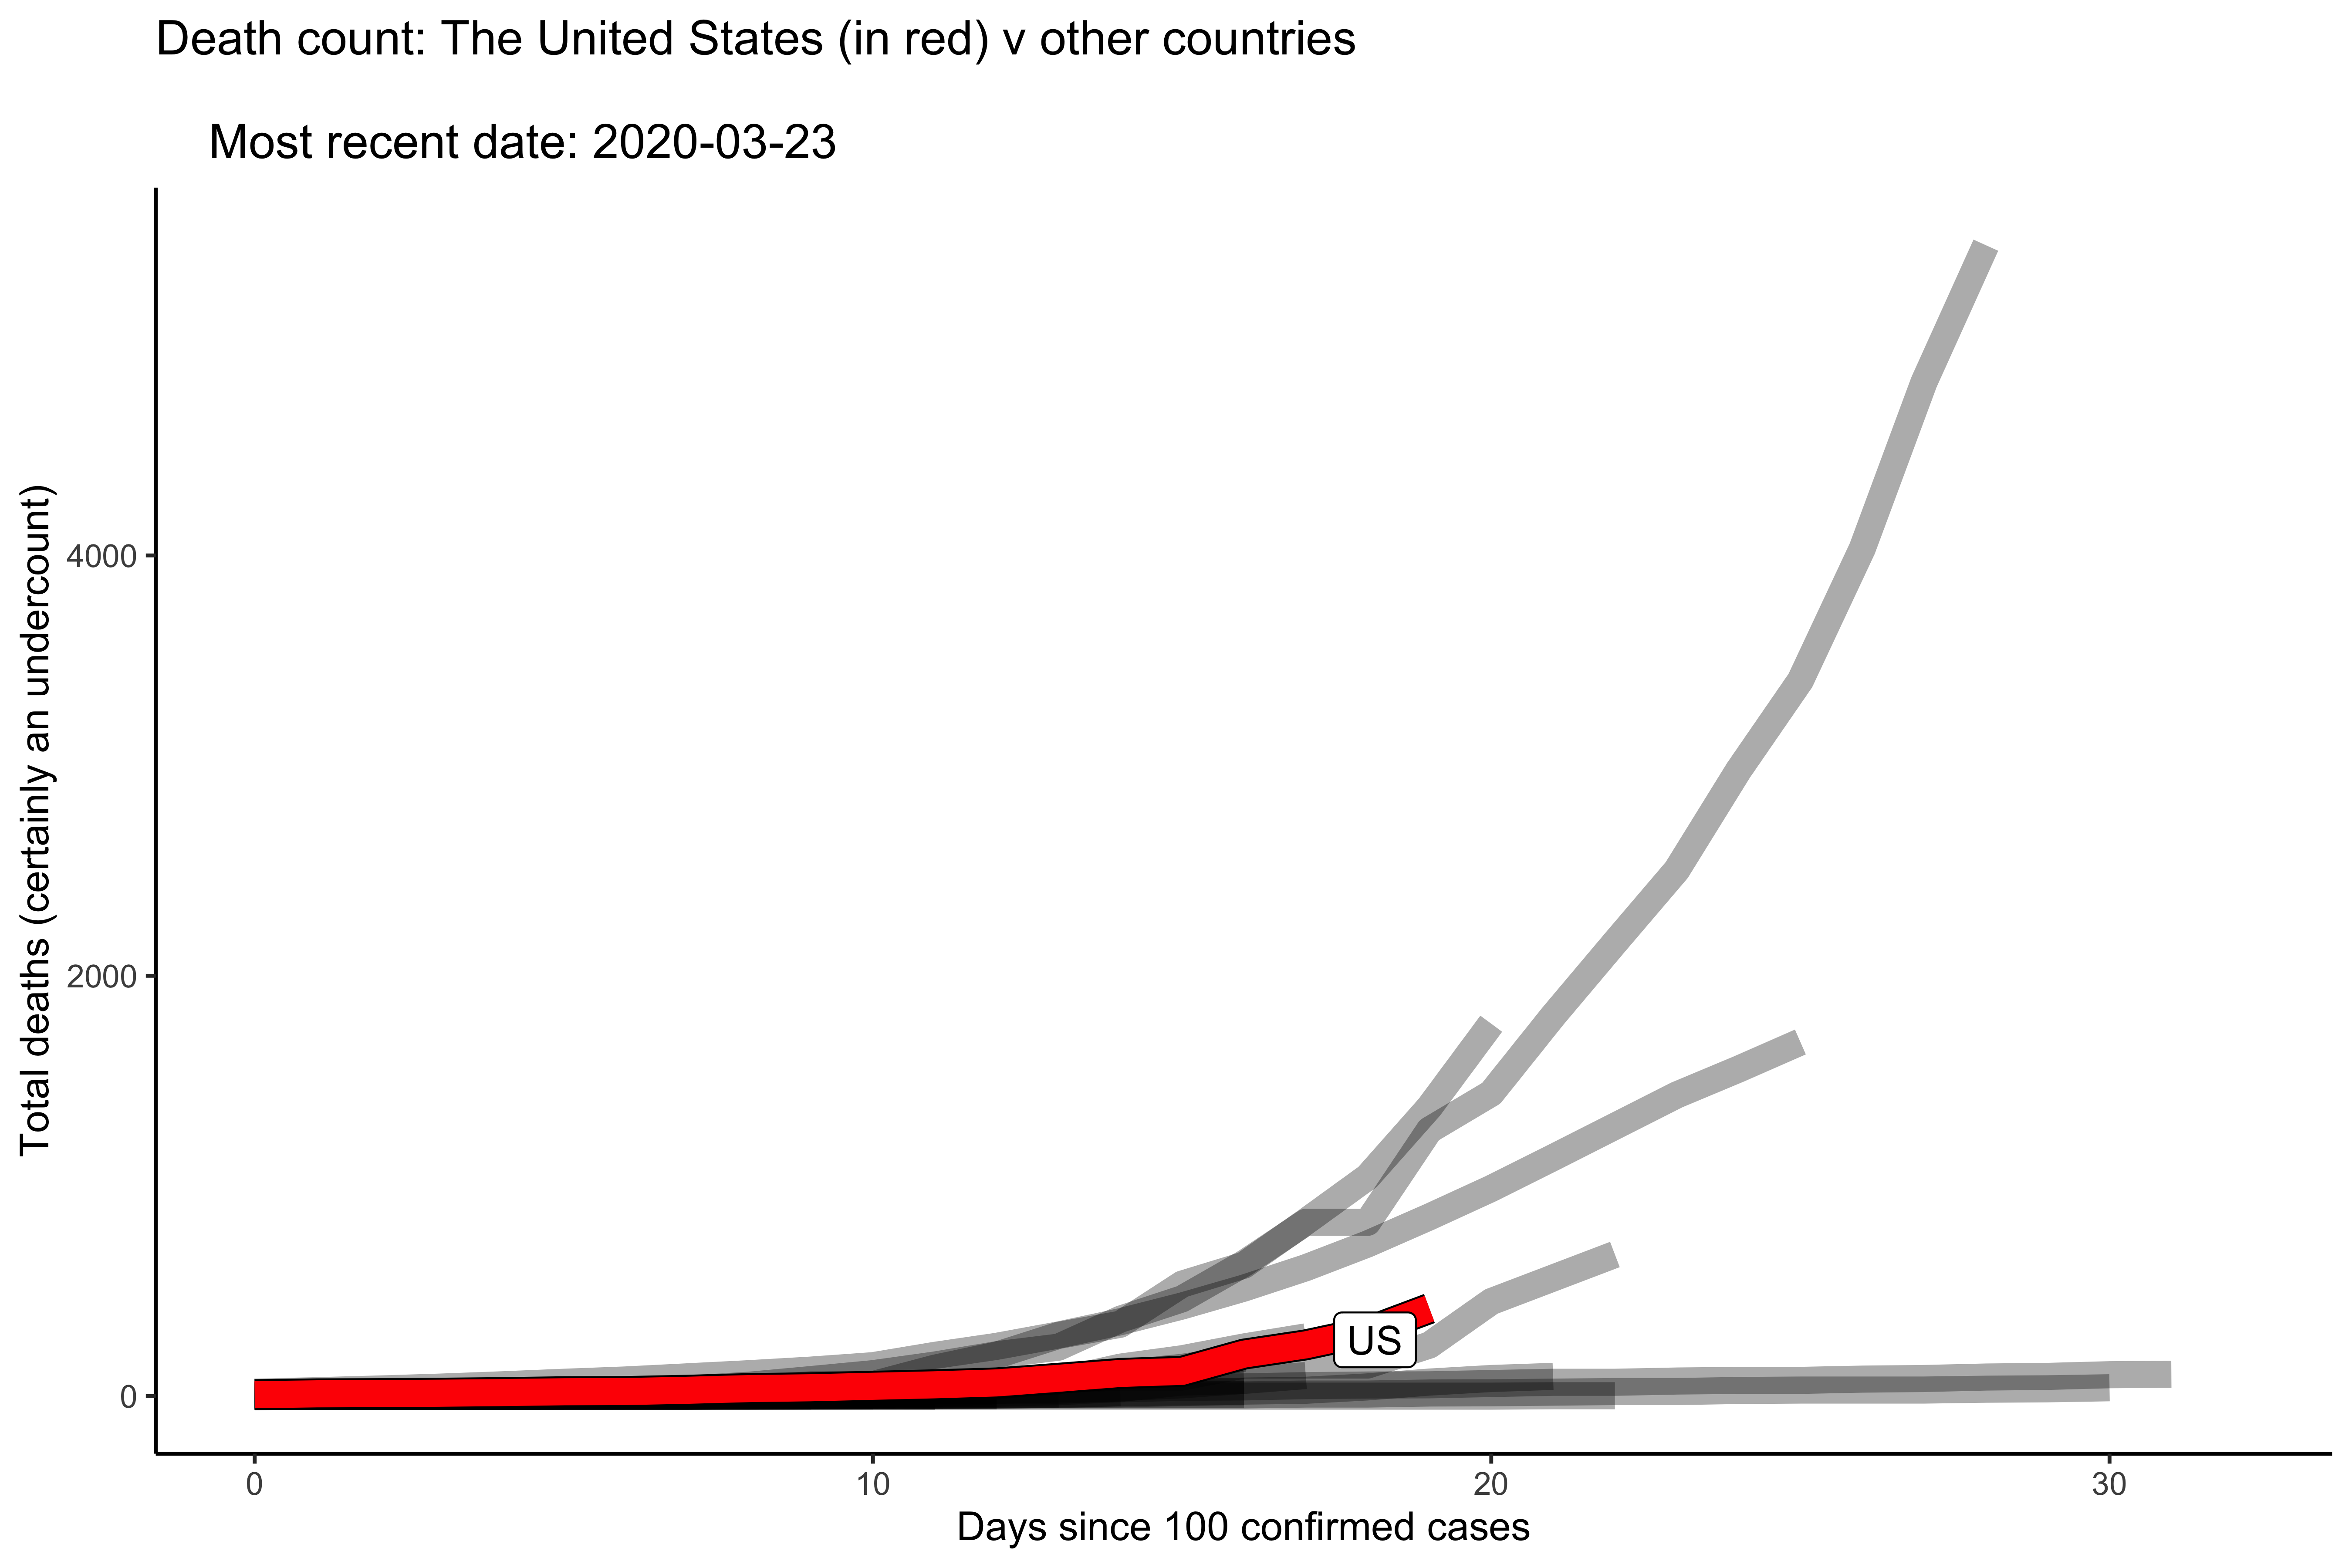 Death count: The United States (in red) v other countries
Most recent date: 2020-03-23
Total deaths (certainly an undercount)
4000
2000
0
US
0
10
20
30
Days since 100 confirmed cases